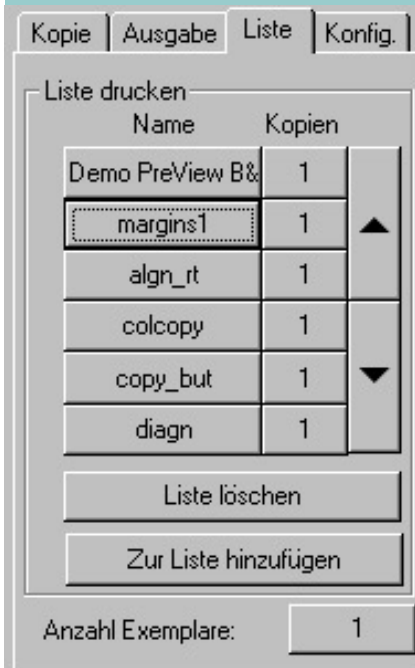 Kopie Ausgabe Liste Konfig.
Liste drucken
Name Kopien
Demo PreView B& 1
margins1 1
algn_rt 1
colcopy 1
copy_but 1
diagn 1
Liste löschen
Zur Liste hinzufügen
Anzahl Exemplare: 1